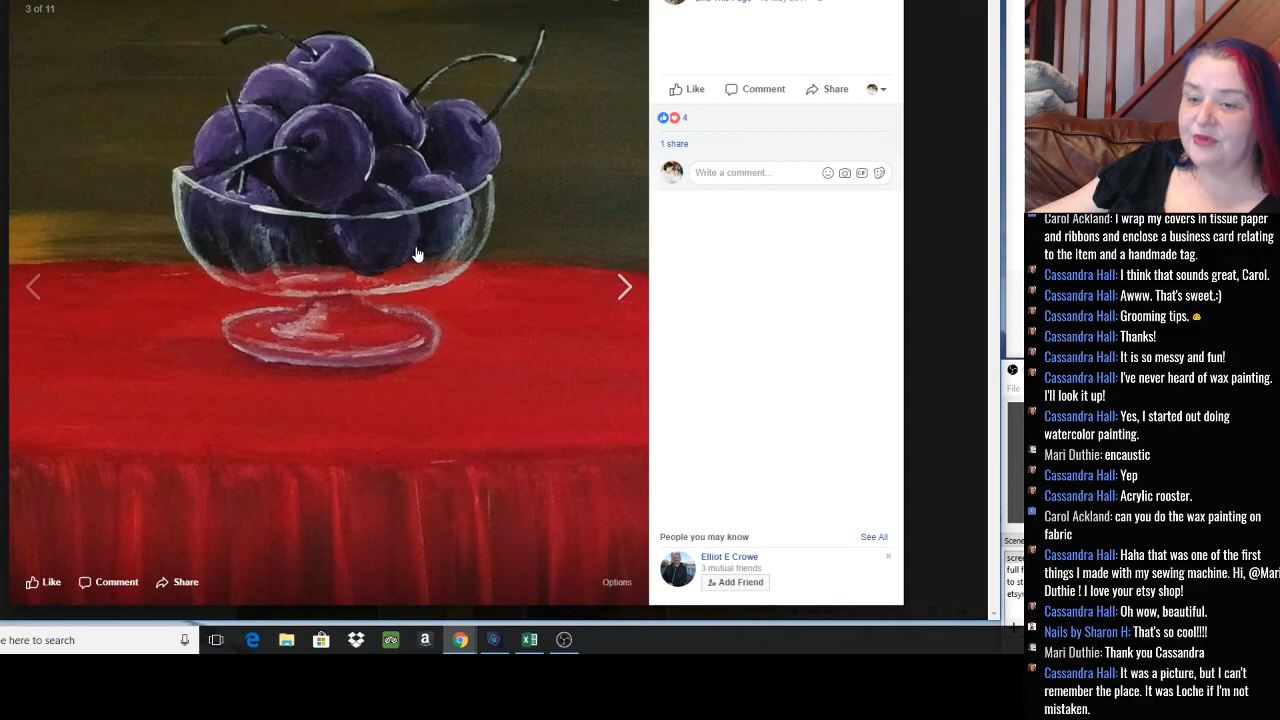 3 of 11
Like
Comment
Share
4
1 share
Write a comment...
People you may know
See All
Elliot E Crowe
3 mutual friends
Add Friend
Like
Comment
Share
Options
e here to search
File
Scene
scree
full f
to st
etsy
Carol Ackland: I wrap my covers in tissue paper
and ribbons and enclose a business card relating
to the Item and a handmade tag.
Cassandra Hall: I think that sounds great, Carol.
Cassandra Hall: Awww. That's sweet.:)
Cassandra Hall: Grooming tips.
Cassandra Hall: Thanks!
Cassandra Hall: It is so messy and fun!
Cassandra Hall: I've never heard of wax painting.
I'll look it up!
Cassandra Hall: Yes, I started out doing
watercolor painting.
Mari Duthie: encaustic
Cassandra Hall: Yep
Cassandra Hall: Acrylic rooster.
Carol Ackland: can you do the wax painting on
fabric
Cassandra Hall: Haha that was one of the first
things I made with my sewing machine. Hi, @Mari
Duthie ! I love your etsy shop!
Cassandra Hall: Oh wow, beautiful.
Nails by Sharon H: That's so cool!!!!
Mari Duthie: Thank you Cassandra
Cassandra Hall: It was a picture, but I can't
remember the place. It was Loche if I'm not
mistaken.